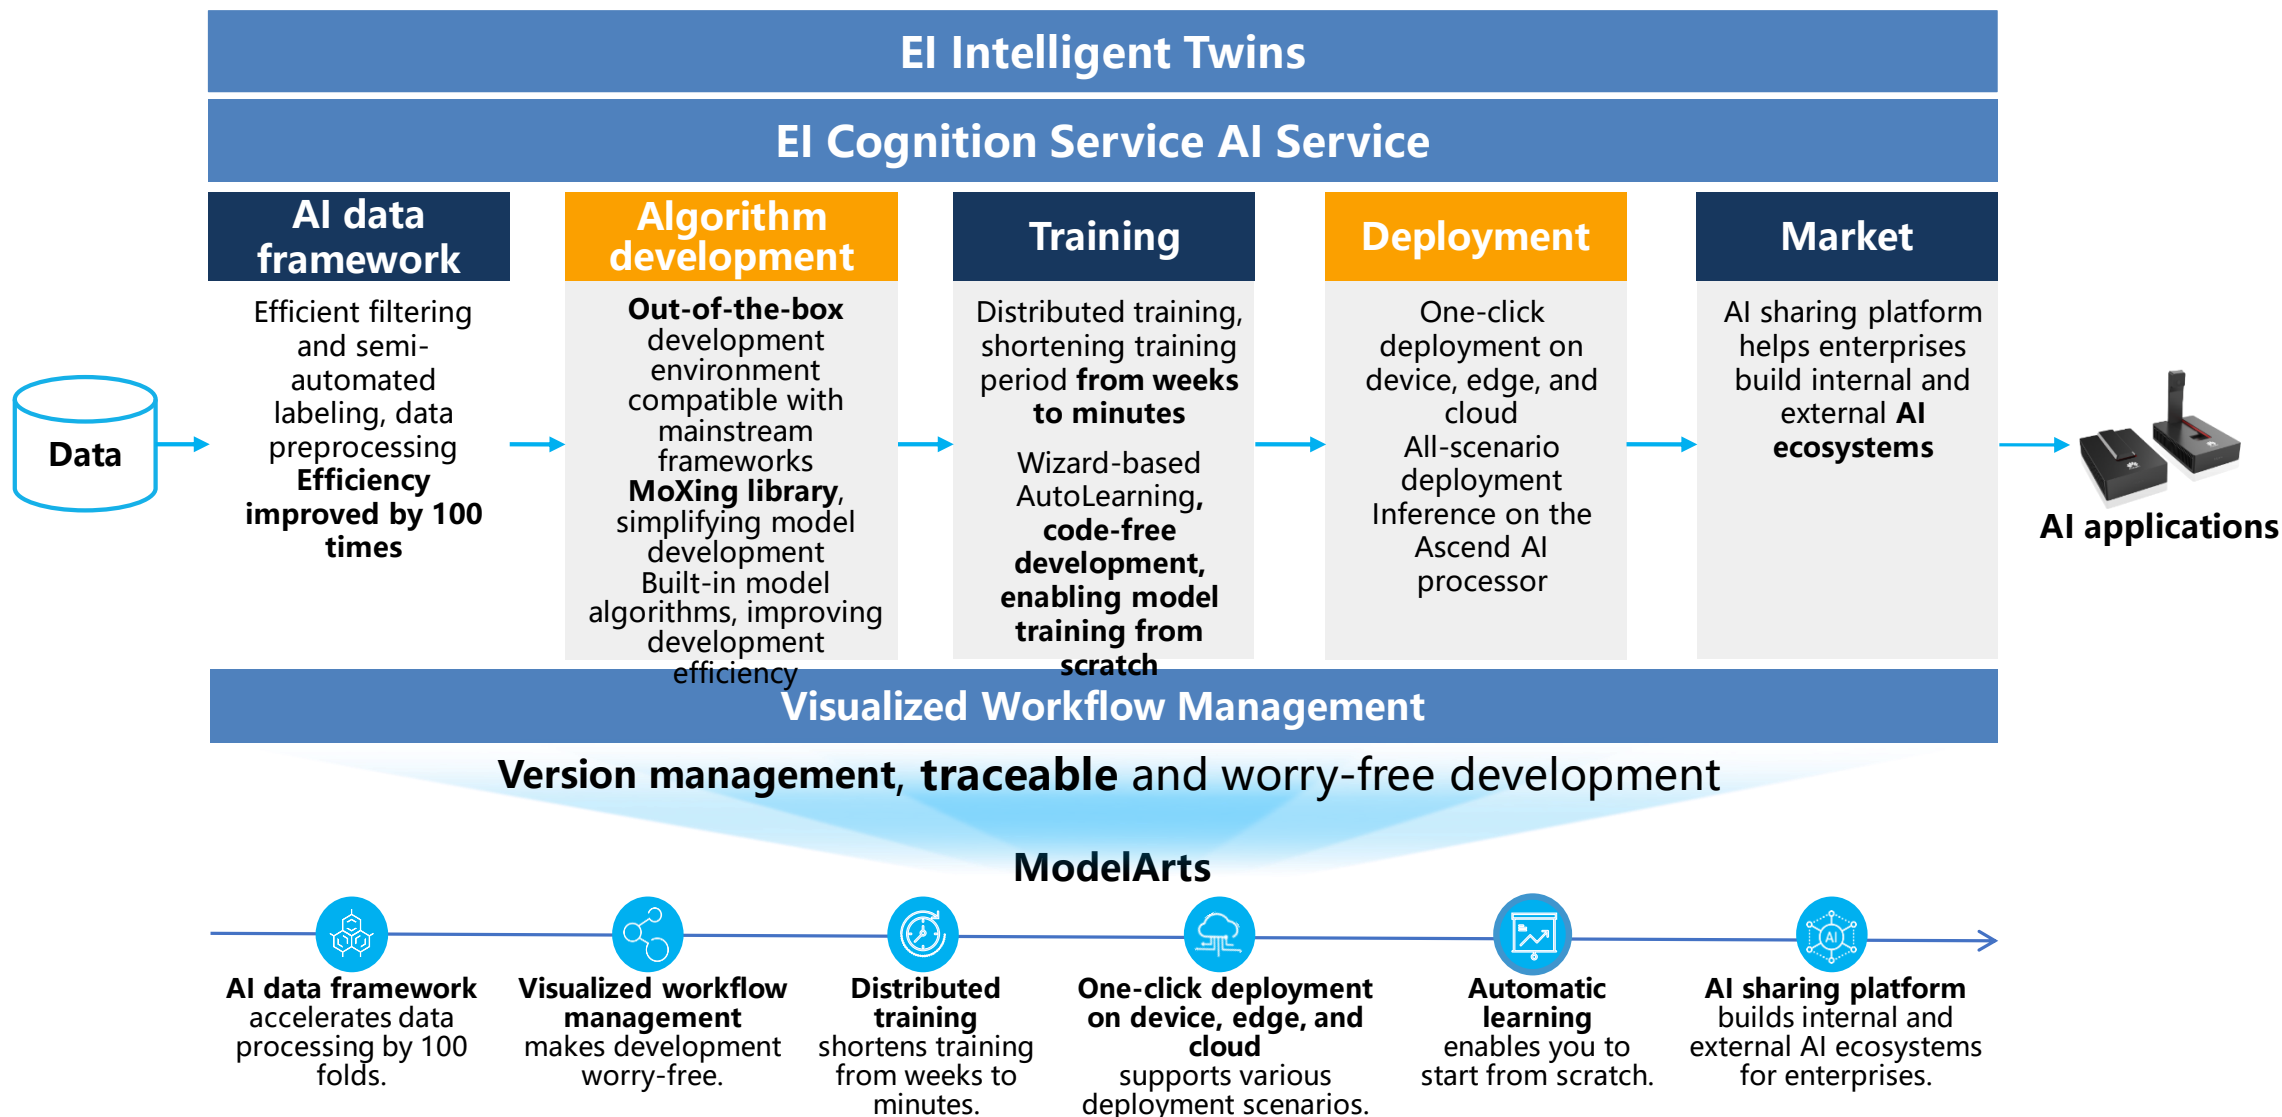 EI Intelligent Twins
EI Cognition Service AI Service
AI data
framework
Efficient filtering
and semi-
automated
labeling, data
preprocessing
Efficiency
improved by 100
times
Algorithm
development
Out-of-the-box
development
environment
compatible with
mainstream
frameworks
MoXing library,
simplifying model
development
Built-in model
algorithms, improving
development
efficiency
Training
Distributed training,
shortening training
period from weeks
to minutes
Wizard-based
AutoLearning,
code-free
development,
enabling model
training from
scratch
Deployment
One-click
deployment on
device, edge, and
cloud
All-scenario
deployment
Inference on the
Ascend AI
processor
Market
AI sharing platform
helps enterprises
build internal and
external AI
ecosystems
Data
AI applications
Visualized Workflow Management
Version management, traceable and worry-free development
ModelArts
AI data framework
accelerates data
processing by 100
folds.
Visualized workflow
management
makes development
worry-free.
Distributed
training
shortens training
from weeks to
minutes.
One-click deployment
on device, edge, and
cloud
supports various
deployment scenarios.
Automatic
learning
enables you to
start from scratch.
AI
AI sharing platform
builds internal and
external AI ecosystems
for enterprises.